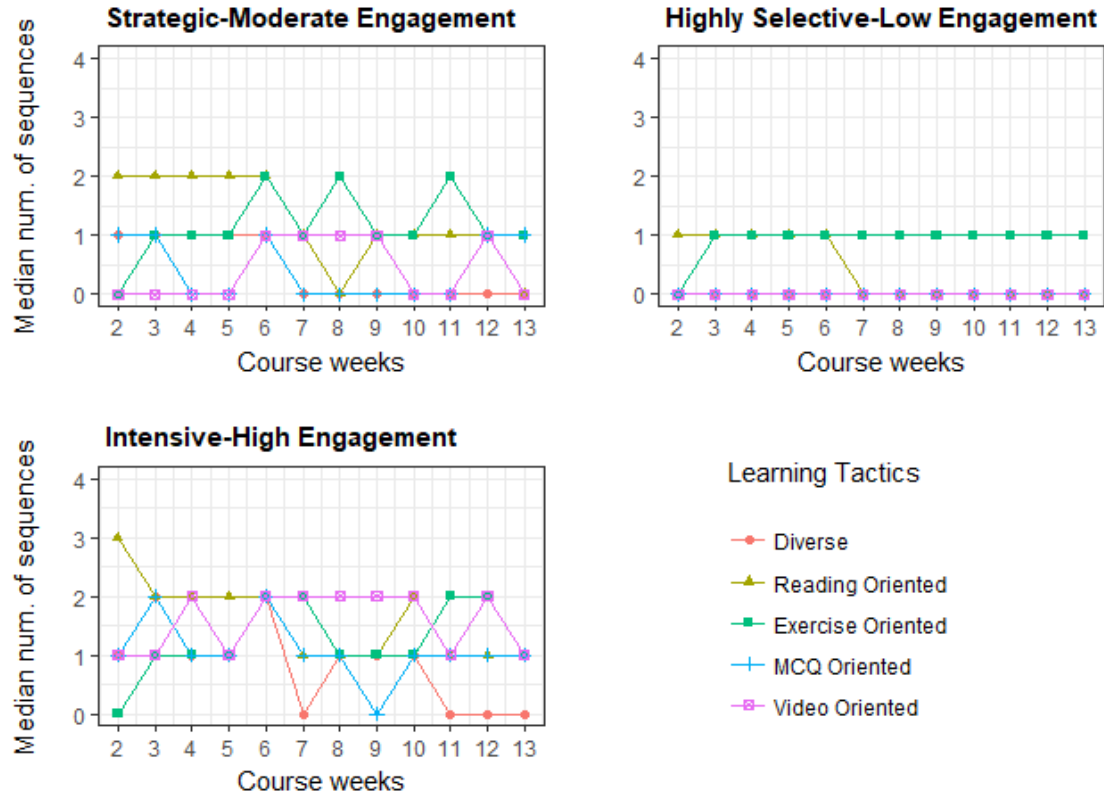 Strategic-Moderate Engagement
Median num. of sequences
4
3
2
1
0
2 3 4 5 6 7 8 9 10 11 12 13
Course weeks
Highly Selective-Low Engagement
4
3
2
1
0
2 3 4 5 6 7 8 9 10 11 12 13
Course weeks
Intensive-High Engagement
Median num. of sequences
4
3
2
1
0
2 3 4 5 6 7 8 9 10 11 12 13
Course weeks
Learning Tactics
Diverse
Reading Oriented
Exercise Oriented
MCQ Oriented
Video Oriented